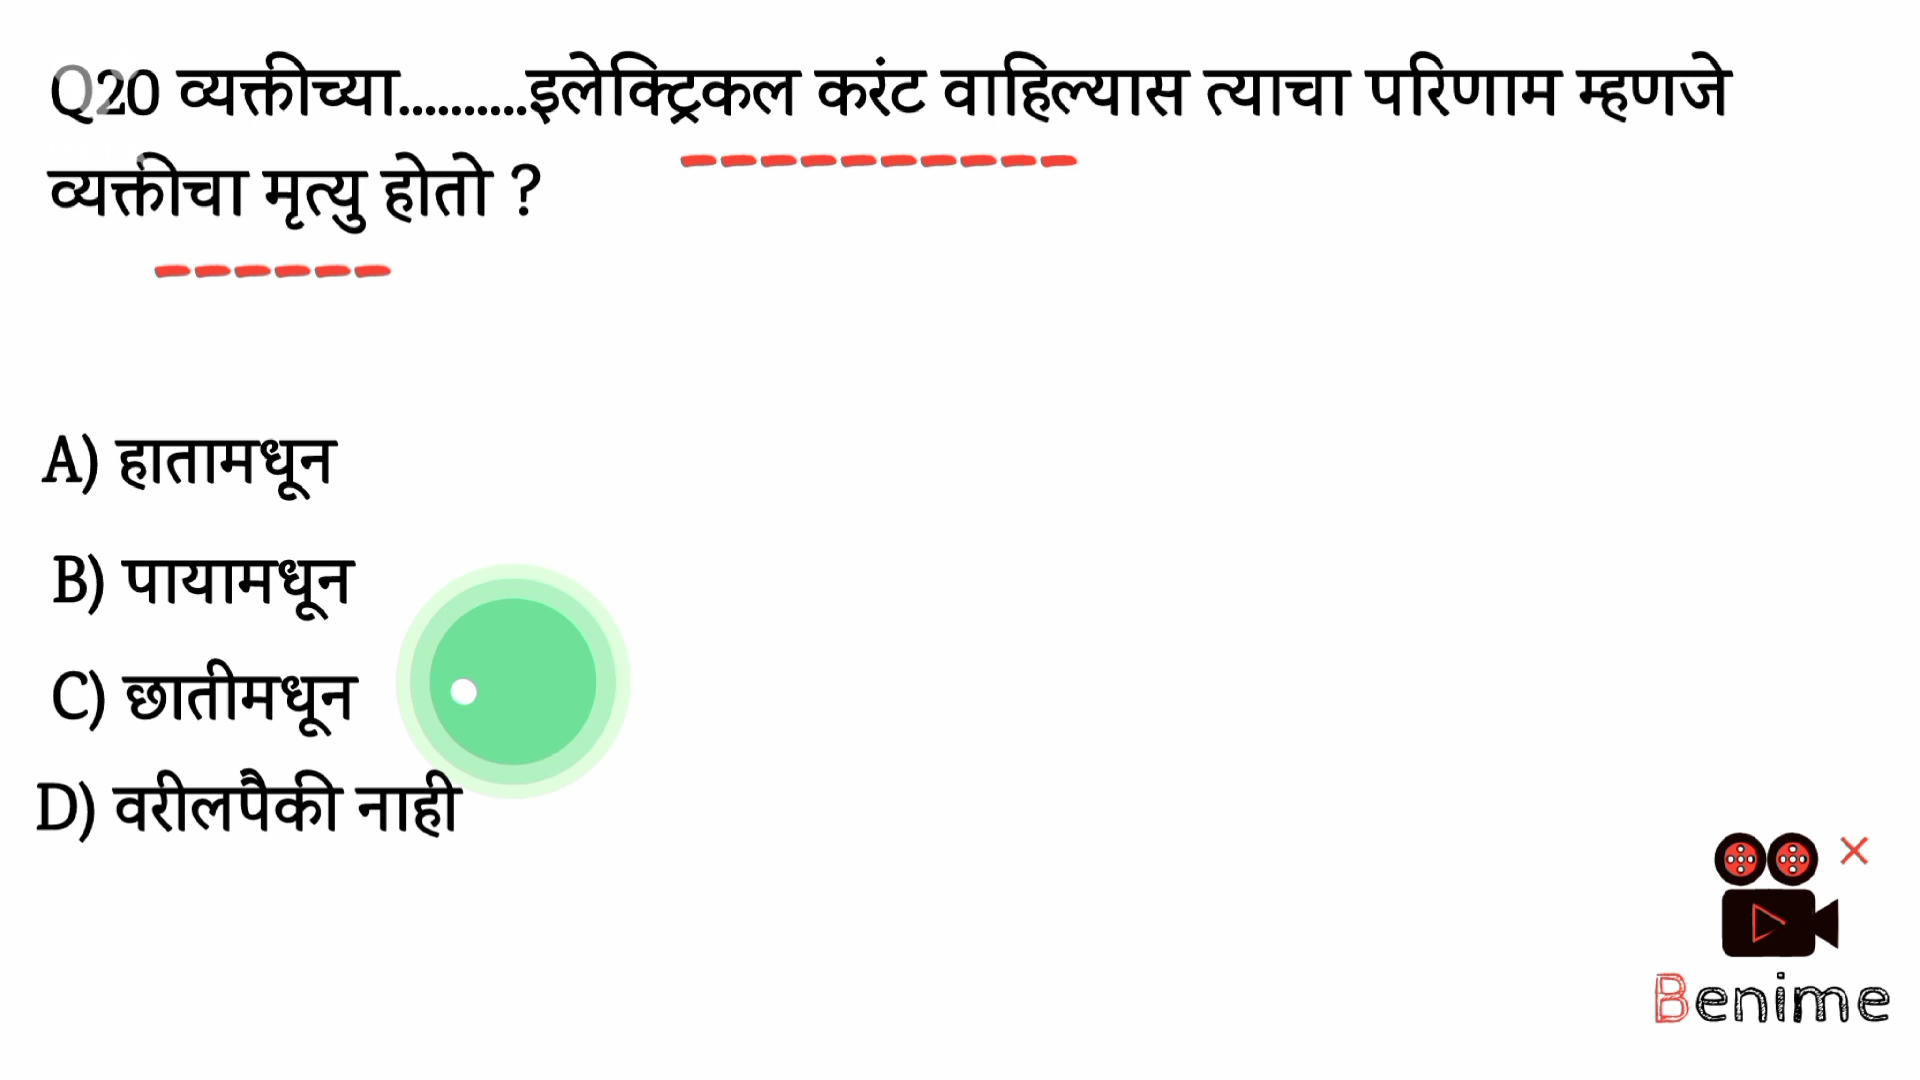 Q20 व्यक्तीच्या..........इलेक्ट्रिकल करंट वाहिल्यास त्याचा परिणाम म्हणजे
व्यक्तीचा मृत्यु होतो ?
A) हातामधून
B) पायामधून
C) छातीमधून
D) वरीलपैकी नाही
Benime